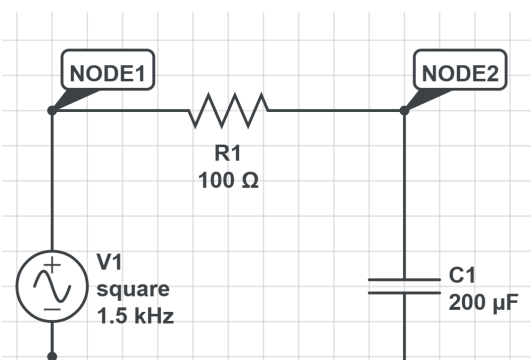 NODE1
NODE2
R1
100 Ω
V1
square
1.5 kHz
C1
200 µF